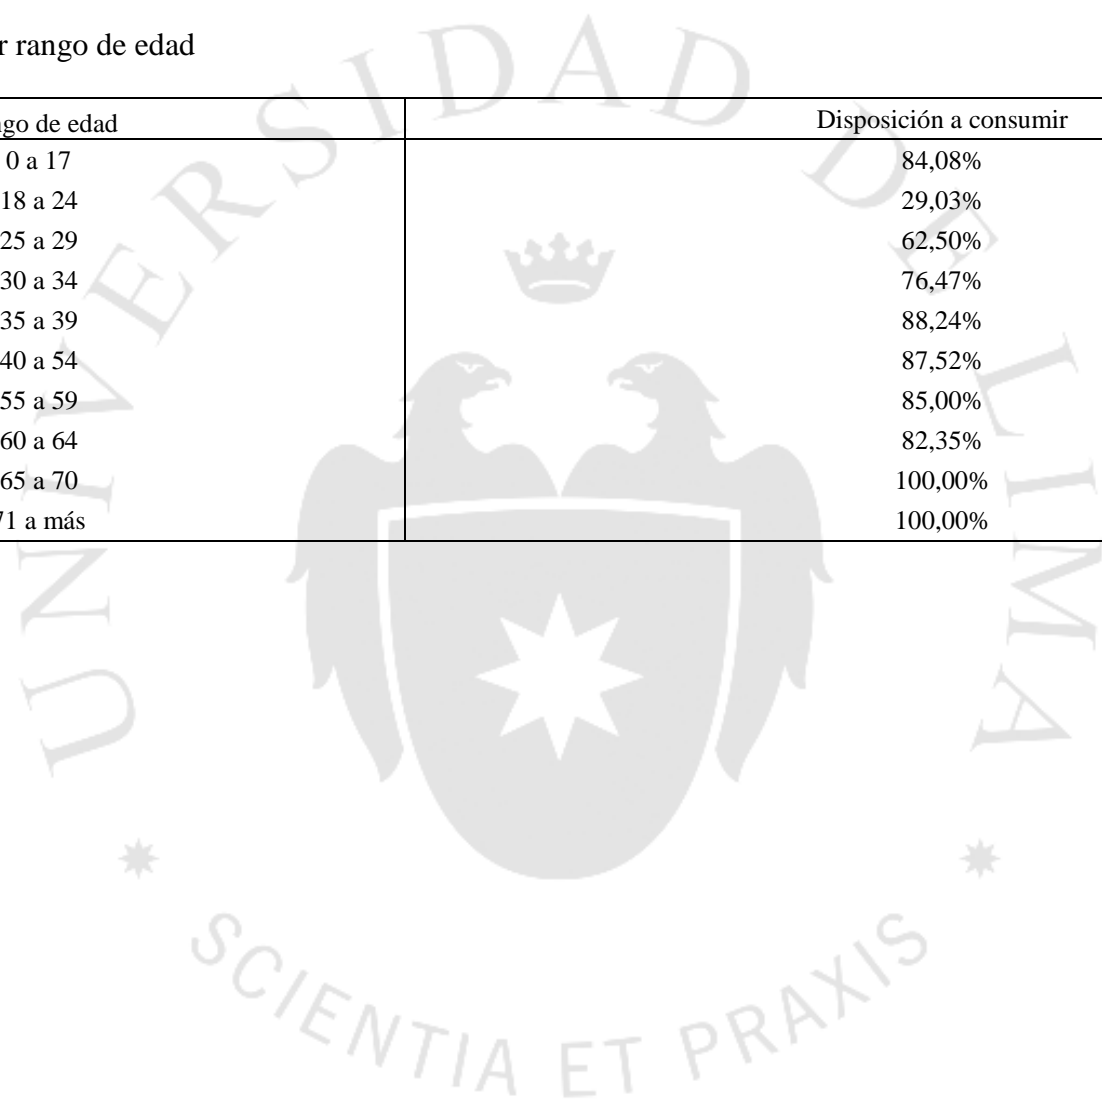 r rango de edad
go de edad Disposición a consumir
0 a 17 84,08%
18 a 24 29,03%
25 a 29 62,50%
30 a 34 76,47%
35 a 39 88,24%
40 a 54 87,52%
55 a 59 85,00%
60 a 64 82,35%
65 a 70 100,00%
71 a más 100,00%
UNIVERSIDAD DE LIMA
SCIENTIA ET PRAXIS